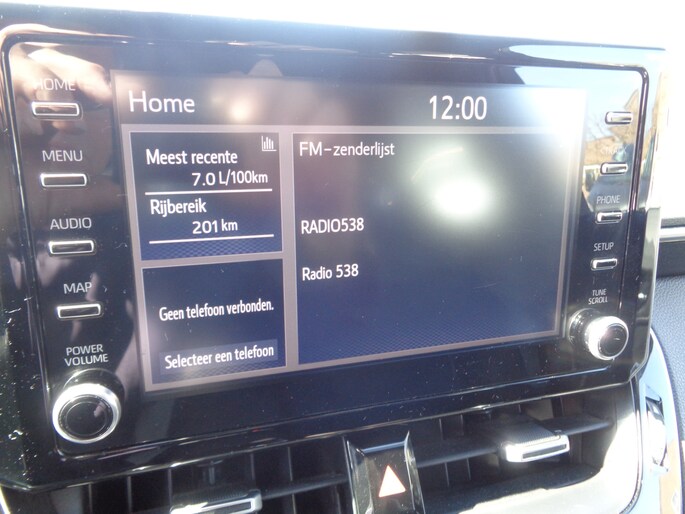 HOME
Home
12:00
MENU
Meest recente
7.0 L/100km
FM-zenderlijst
Rijbereik
201 km
PHONE
AUDIO
RADIO538
SETUP
MAP
Radio 538
Geen telefoon verbonden.
TUNE
SCROLL
POWER
VOLUME
Selecteer een telefoon